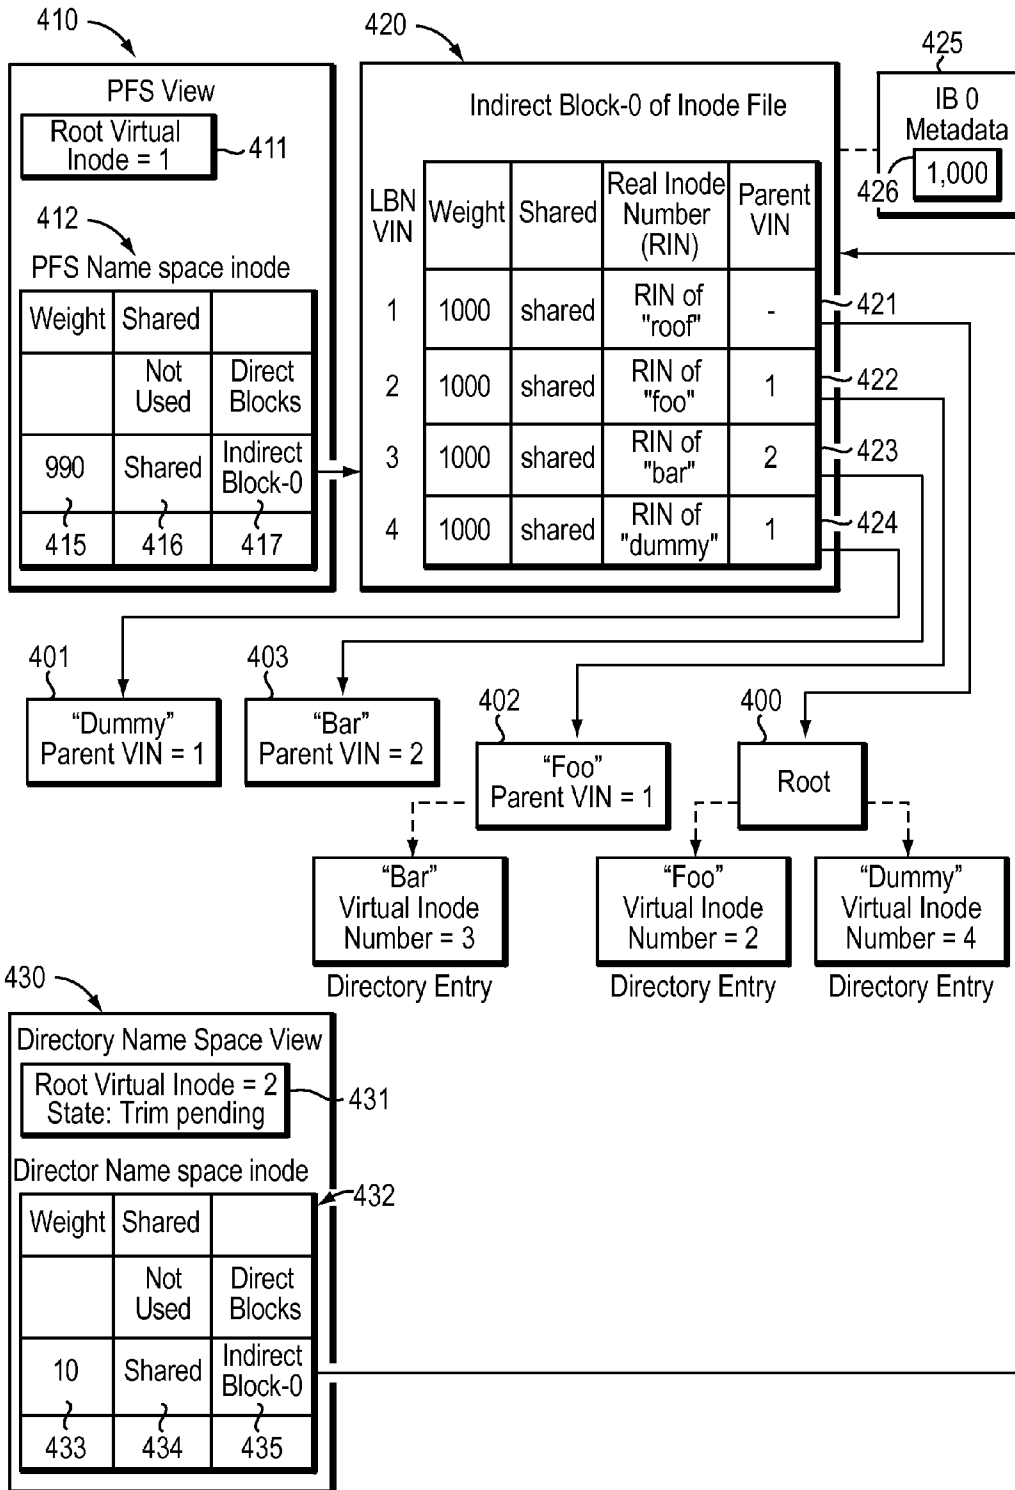 410
PFS View
Root Virtual
Inode = 1
411
412
PFS Name space inode
Weight Shared
Not
Used
Direct
Blocks
990 Shared Indirect
Block-0
415 416 417
420
Indirect Block-0 of Inode File
LBN
VIN
Weight Shared Real Inode
Number
(RIN)
Parent
VIN
1 1000 shared RIN of
"roof"
-
421
2 1000 shared RIN of
"foo"
1
422
3 1000 shared RIN of
"bar"
2
423
4 1000 shared RIN of
"dummy"
1
424
425
IB 0
Metadata
426
1,000
401
“Dummy”
Parent VIN = 1
403
“Bar”
Parent VIN = 2
402
“Foo”
Parent VIN = 1
400
Root
“Bar”
Virtual Inode
Number = 3
Directory Entry
“Foo”
Virtual Inode
Number = 2
Directory Entry
“Dummy”
Virtual Inode
Number = 4
Directory Entry
430
Directory Name Space View
Root Virtual Inode = 2
State: Trim pending
431
Director Name space inode
432
Weight Shared
Not
Used
Direct
Blocks
10 Shared Indirect
Block-0
433 434 435